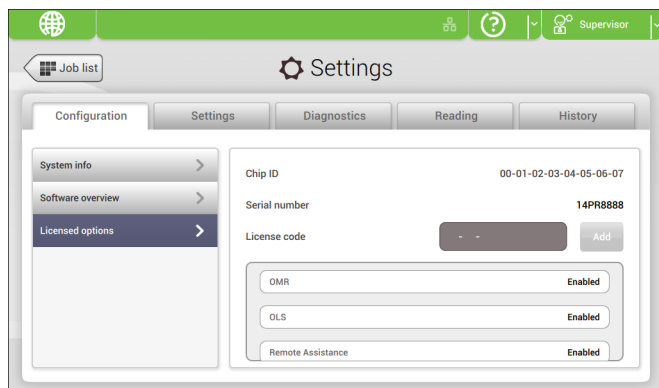 Supervisor
Job list
Settings
Configuration Settings Diagnostics Reading History
System info
Software overview
Licensed options
Chip ID 00-01-02-03-04-05-06-07
Serial number 14PR8888
License code - - Add
OMR Enabled
OLS Enabled
Remote Assistance Enabled